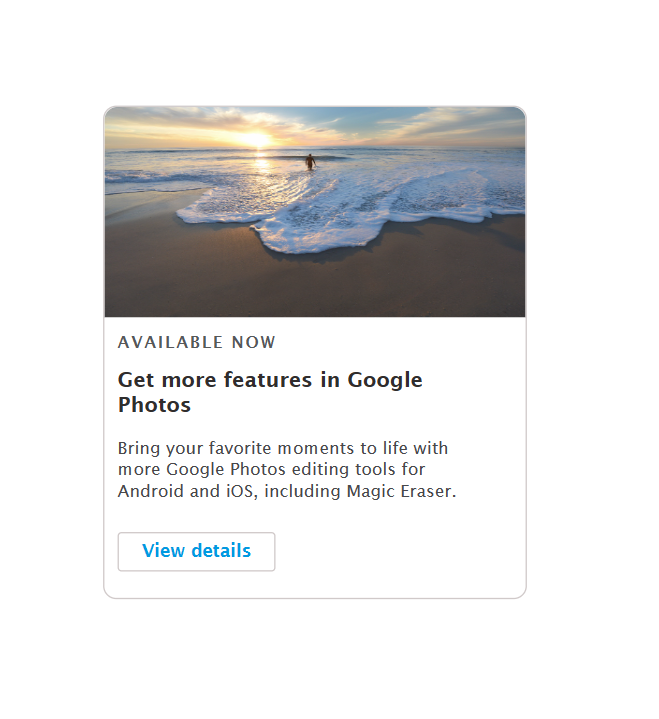 AVAILABLE NOW
Get more features in Google
Photos
Bring your favorite moments to life with
more Google Photos editing tools for
Android and iOS, including Magic Eraser.
View details